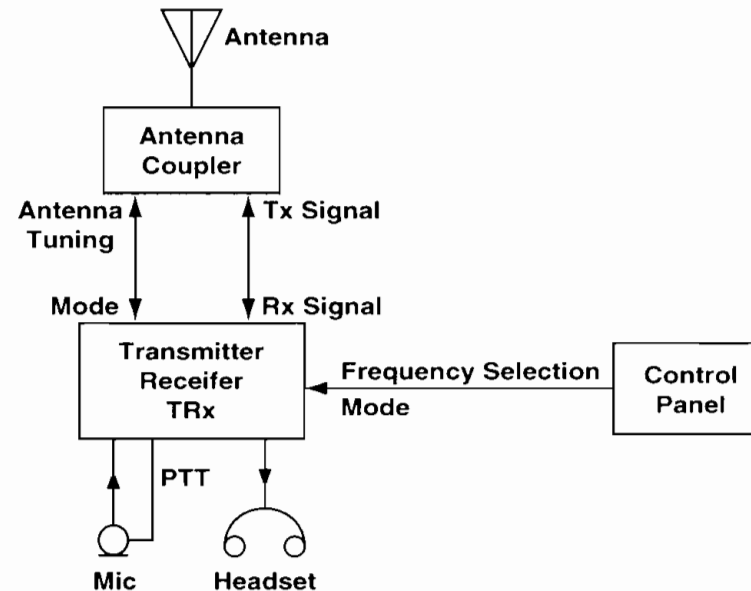 Antenna
Antenna
Coupler
Antenna
Tuning
Tx Signal
Mode
Rx Signal
Transmitter
Receifer
TRx
Frequency Selection
Mode
Control
Panel
PTT
Mic
Headset